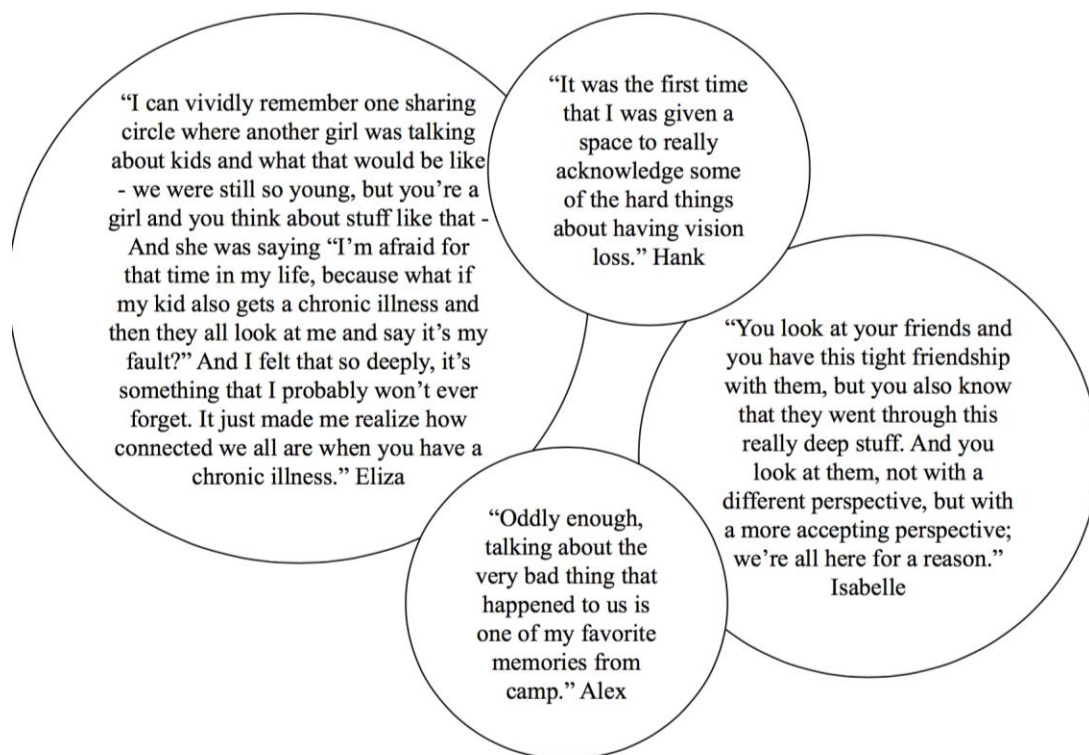 “I can vividly remember one sharing
circle where another girl was talking
about kids and what that would be like
- we were still so young, but you’re a
girl and you think about stuff like that -
And she was saying “I’m afraid for
that time in my life, because what if
my kid also gets a chronic illness and
then they all look at me and say it’s my
fault?” And I felt that so deeply, it’s
something that I probably won’t ever
forget. It just made me realize how
connected we all are when you have a
chronic illness.” Eliza
“It was the first time
that I was given a
space to really
acknowledge some
of the hard things
about having vision
loss.” Hank
“You look at your friends and
you have this tight friendship
with them, but you also know
that they went through this
really deep stuff. And you
look at them, not with a
different perspective, but with
a more accepting perspective;
we’re all here for a reason.”
Isabelle
“Oddly enough,
talking about the
very bad thing that
happened to us is
one of my favorite
memories from
camp.” Alex